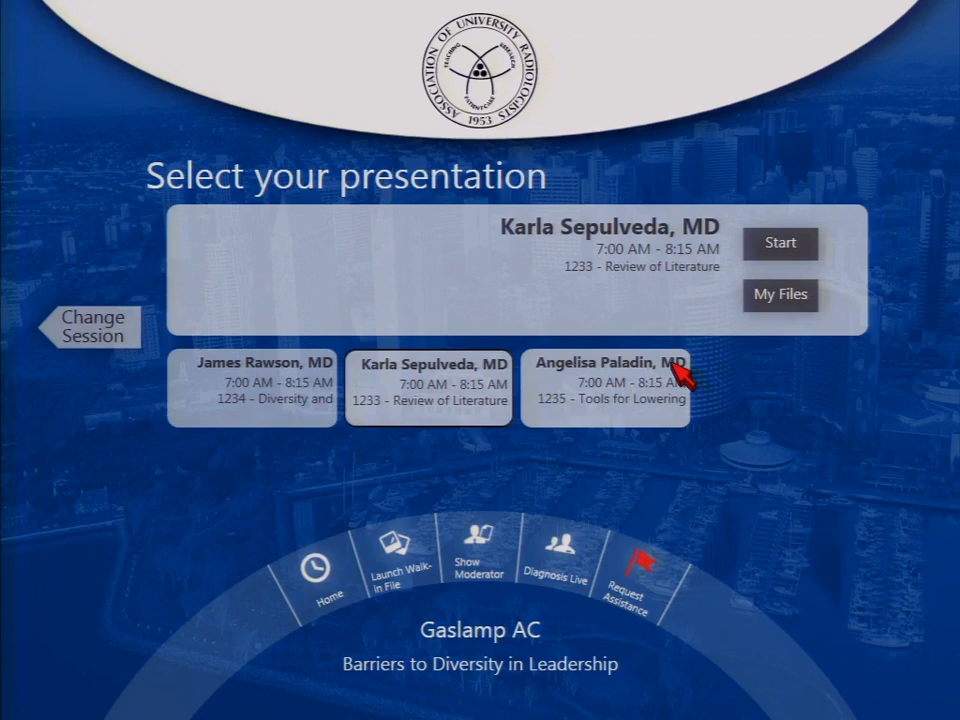 ASSOCIATION OF UNIVERSITY RADIOLOGISTS
TEACHING
RESEARCH
PATIENT CARE
1953
Select your presentation
Karla Sepulveda, MD
7:00 AM - 8:15 AM
1233 - Review of Literature
Start
My Files
Change
Session
James Rawson, MD
7:00 AM - 8:15 AM
1234 - Diversity and
Karla Sepulveda, MD
7:00 AM - 8:15 AM
1233 - Review of Literature
Angelisa Paladin, MD
7:00 AM - 8:15 AM
1235 - Tools for Lowering
Home
Launch Walk-
in File
Show
Moderator
Diagnosis Live
Request
Assistance
Gaslamp AC
Barriers to Diversity in Leadership